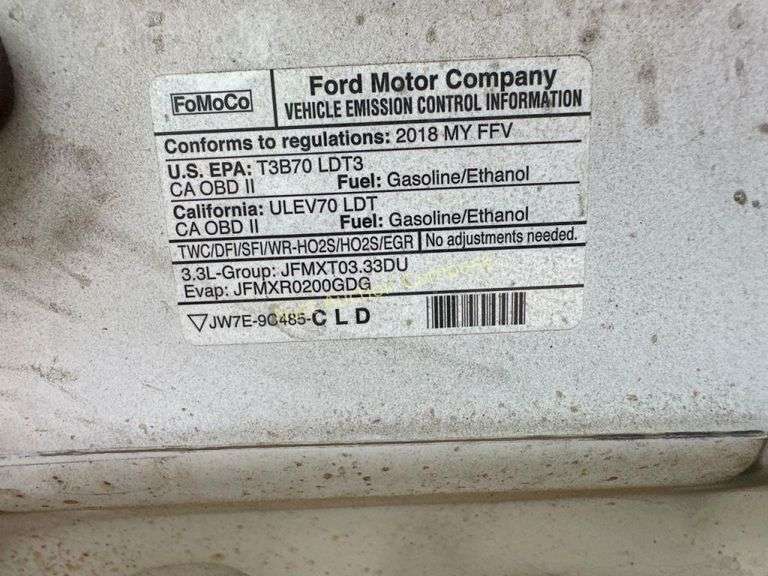 FoMoCo
Ford Motor Company
VEHICLE EMISSION CONTROL INFORMATION
Conforms to regulations: 2018 MY FFV
U.S. EPA: T3B70 LDT3
CA OBD II Fuel: Gasoline/Ethanol
California: ULEV70 LDT
CA OBD II Fuel: Gasoline/Ethanol
TWC/DFI/SFI/WR-HO2S/HO2S/EGR No adjustments needed.
3.3L-Group: JFMXT03.33DU
Evap: JFMXR0200GDG
JW7E-9C485-CLD